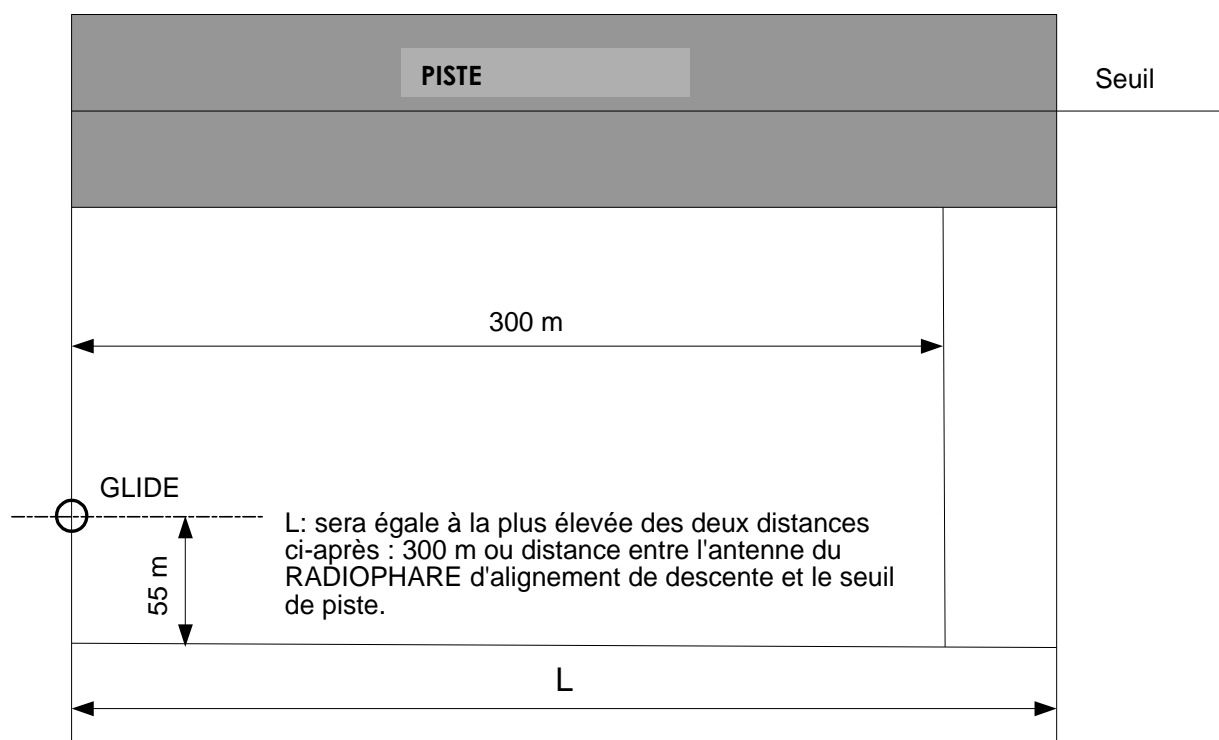 PISTE
Seuil
300 m
GLIDE
L: sera égale à la plus élevée des deux distances
ci-après : 300 m ou distance entre l'antenne du
RADIOPHARE d'alignement de descente et le seuil
de piste.
55 m
L